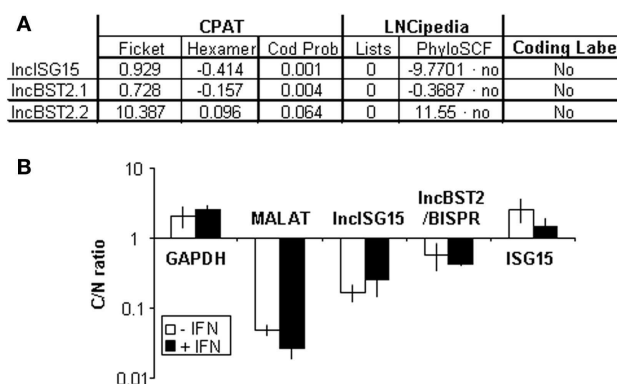 A
CPAT LNCipedia
Ficket Hexamer Cod Prob Lists PhyloSCF Coding Labe
lncISG15 0.929 -0.414 0.001 0 -9.7701 · no No
lncBST2.1 0.728 -0.157 0.004 0 -0.3687 · no No
lncBST2.2 10.387 0.096 0.064 0 11.55 · no No
B
C/N ratio
10
1
0.1
0.01
GAPDH
MALAT
lncISG15
lncBST2
/BISPR
ISG15
- IFN
+ IFN